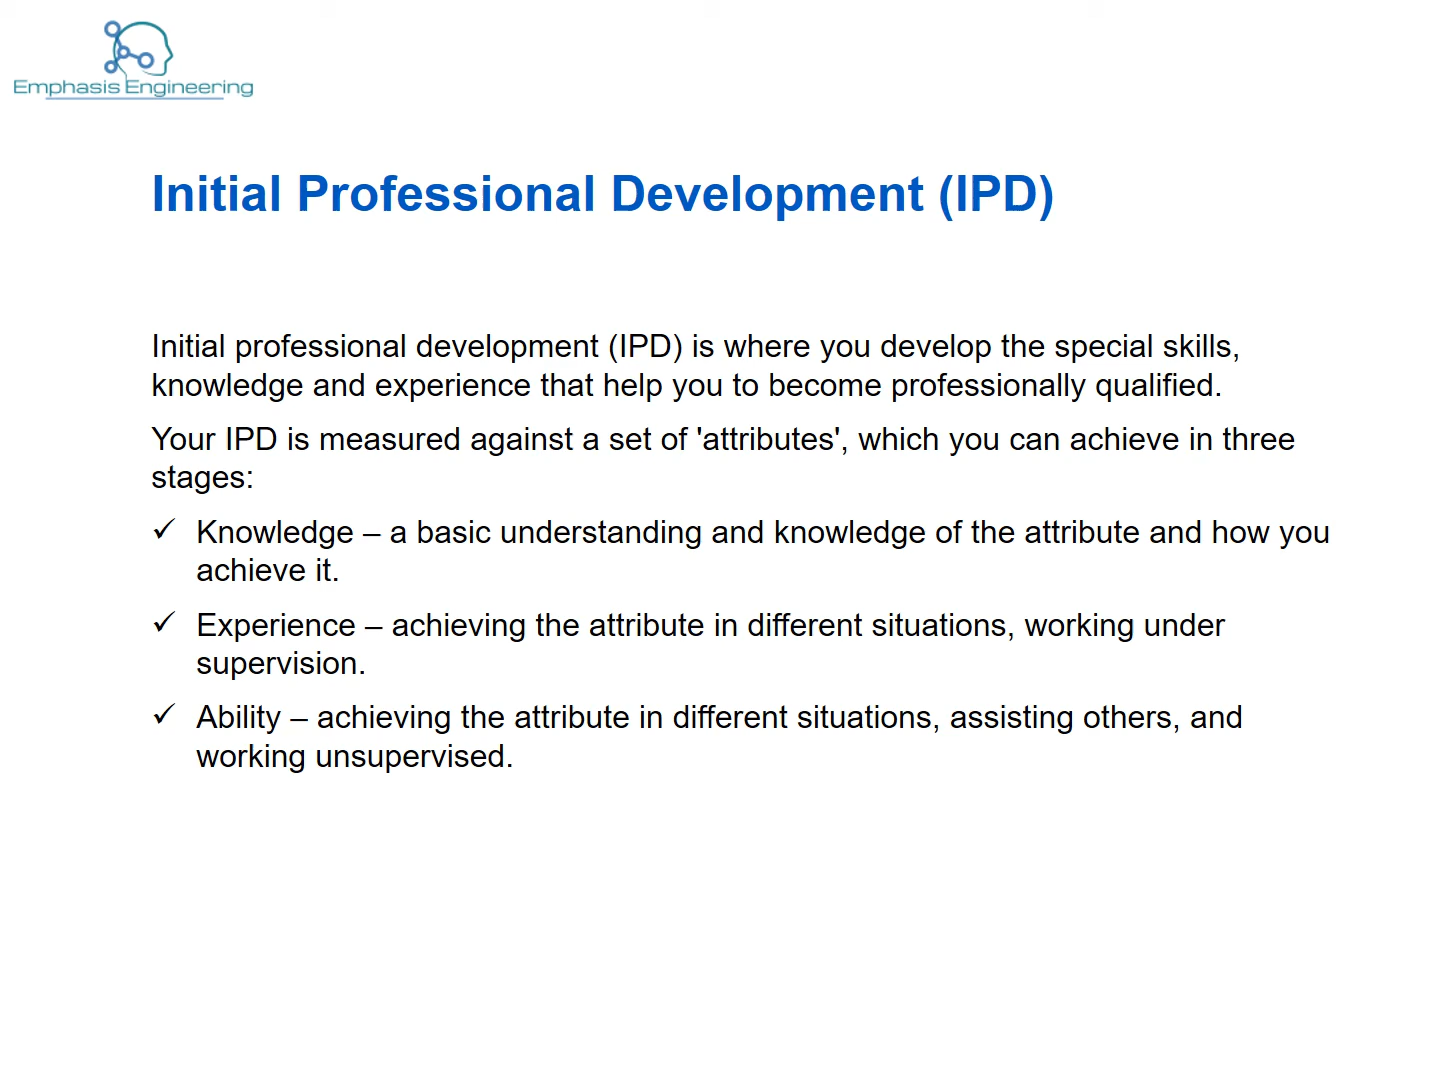 Emphasis Engineering
Initial Professional Development (IPD)
Initial professional development (IPD) is where you develop the special skills,
knowledge and experience that help you to become professionally qualified.
Your IPD is measured against a set of 'attributes', which you can achieve in three
stages:
✓ Knowledge – a basic understanding and knowledge of the attribute and how you
achieve it.
✓ Experience – achieving the attribute in different situations, working under
supervision.
✓ Ability – achieving the attribute in different situations, assisting others, and
working unsupervised.